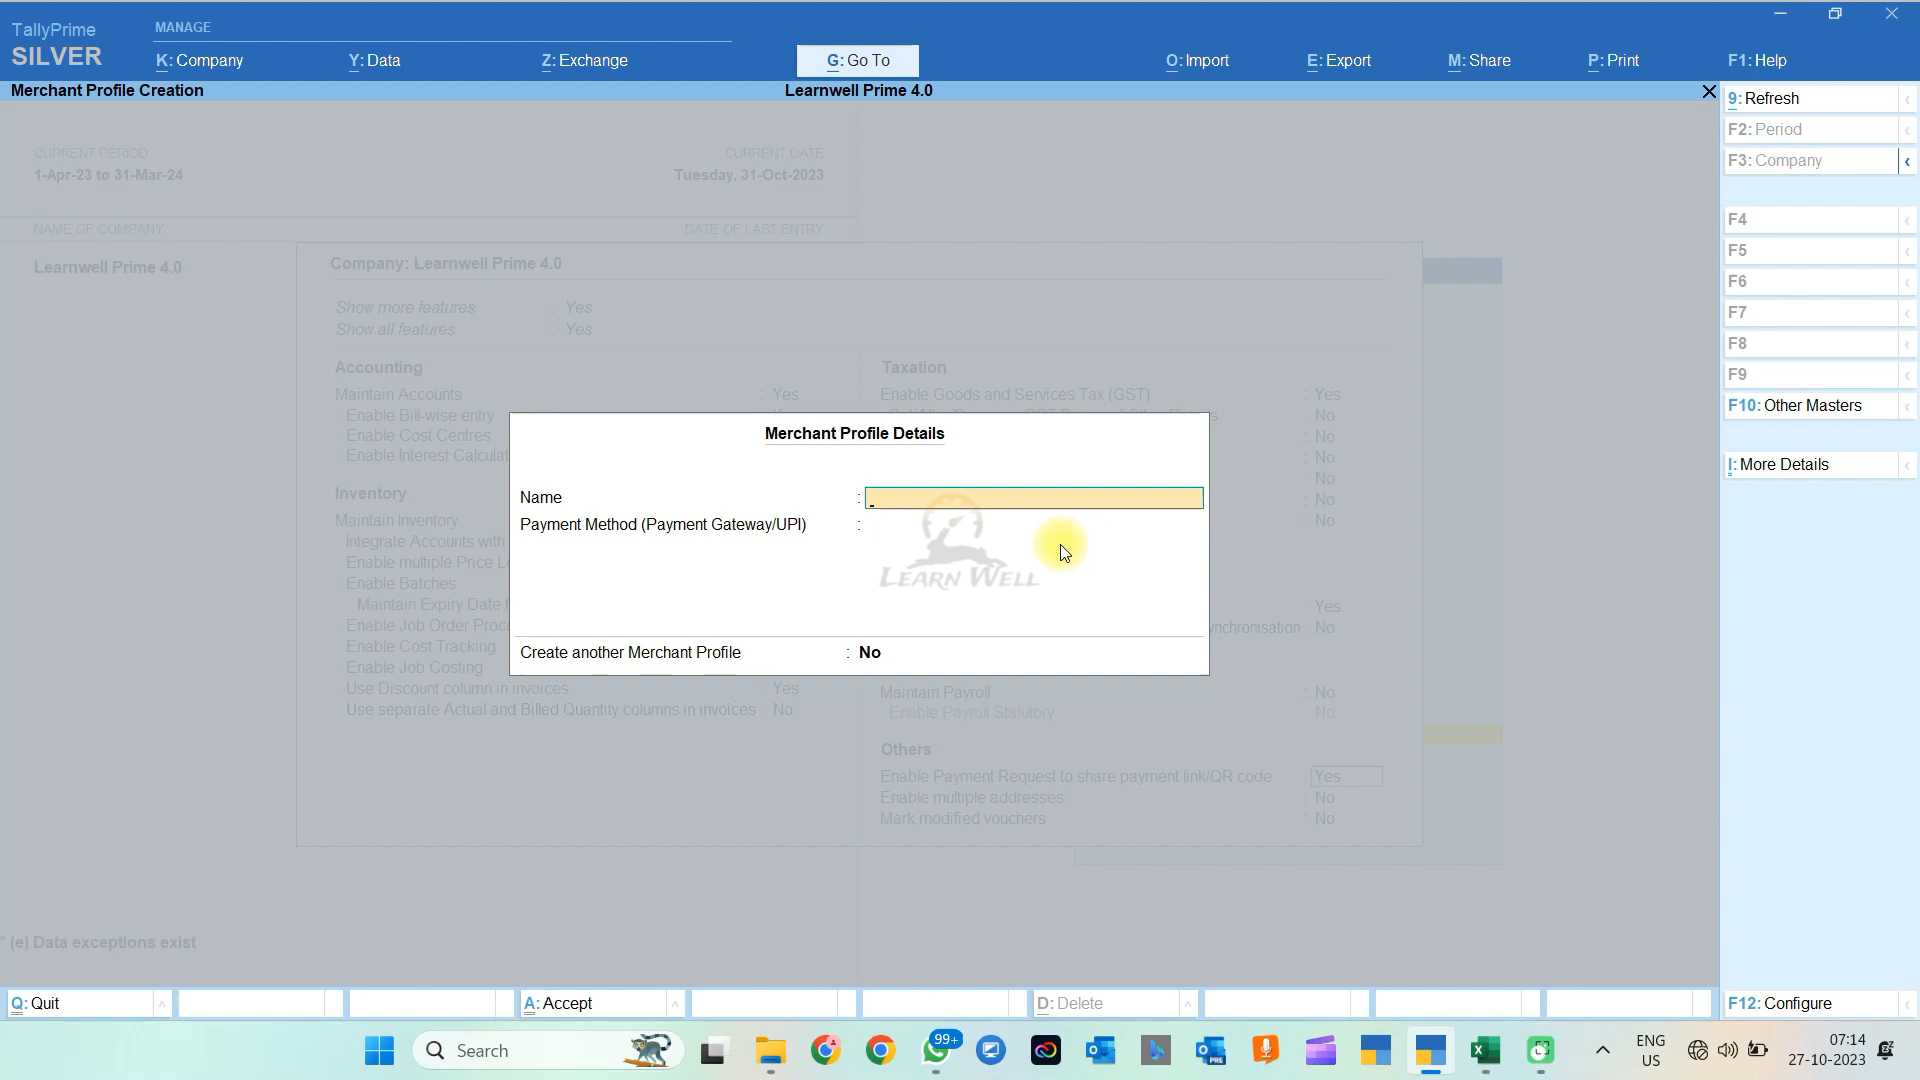 TallyPrime
SILVER
MANAGE
K: Company
Y: Data
Z: Exchange
G: Go To
O: Import
E: Export
M: Share
P: Print
F1: Help
Merchant Profile Creation
Learnwell Prime 4.0
CURRENT PERIOD
1-Apr-23 to 31-Mar-24
CURRENT DATE
Tuesday, 31-Oct-2023
NAME OF COMPANY
DATE OF LAST ENTRY
Learnwell Prime 4.0
Company: Learnwell Prime 4.0
Show more features : Yes
Show all features : Yes
Accounting
Maintain Accounts : Yes
Enable Bill-wise entry
Enable Cost Centres
Enable Interest Calculat
Inventory
Maintain Inventory
Integrate Accounts with
Enable multiple Price Le
Enable Batches
Maintain Expiry Date f
Enable Job Order Proc
Enable Cost Tracking
Enable Job Costing
Use Discount column in invoices : Yes
Use separate Actual and Billed Quantity columns in invoices : No
Taxation
Enable Goods and Services Tax (GST) : Yes
: No
: No
: No
: No
: No
: No
: Yes
nchronisation : No
Maintain Payroll : No
Enable Payroll Statutory : No
Others
Enable Payment Request to share payment link/QR code : Yes
Enable multiple addresses : No
Mark modified vouchers : No
Merchant Profile Details
Name :
Payment Method (Payment Gateway/UPI) :
LEARN WELL
Create another Merchant Profile : No
* (e) Data exceptions exist
9: Refresh
F2: Period
F3: Company
F4
F5
F6
F7
F8
F9
F10: Other Masters
I: More Details
F12: Configure
Q: Quit
A: Accept
D: Delete
Search
99+
PRE
ENG
US
07:14
27-10-2023